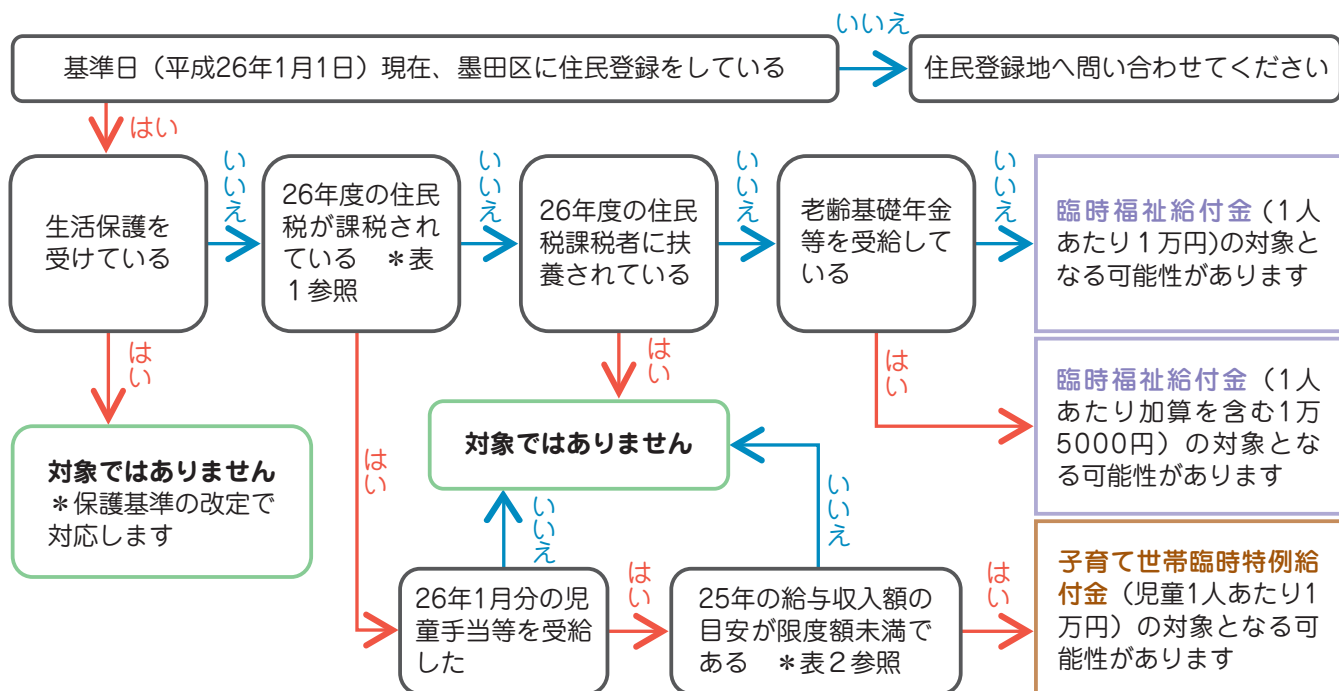 いいえ
基準日（平成26年1月1日）現在、墨田区に住民登録をしている
住民登録地へ問い合わせてください
はい
生活保護を
受けている
いいえ
26年度の住民
税が課税され
ている　＊表
1参照
いいえ
26年度の住民
税課税者に扶
養されている
いいえ
老齢基礎年金
等を受給して
いる
いいえ
臨時福祉給付金（1人
あたり1万円)の対象と
なる可能性があります
はい
はい
はい
はい
臨時福祉給付金（1人
あたり加算を含む1万
5000円）の対象とな
る可能性があります
対象ではありません
＊保護基準の改定で
対応します
対象ではありません
いいえ
いいえ
26年1月分の児
童手当等を受給
した
はい
25年の給与収入額の
目安が限度額未満で
ある　＊表2参照
はい
子育て世帯臨時特例給
付金（児童1人あたり1
万円）の対象となる可
能性があります